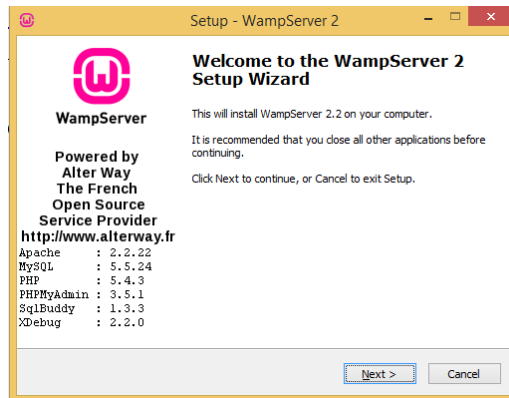 Setup - WampServer 2
WampServer
Powered by
Alter Way
The French
Open Source
Service Provider
http://www.alterway.fr
Apache : 2.2.22
MySQL : 5.5.24
PHP : 5.4.3
PHPMyAdmin : 3.5.1
SqlBuddy : 1.3.3
XDebug : 2.2.0
Welcome to the WampServer 2
Setup Wizard
This will install WampServer 2.2 on your computer.
It is recommended that you close all other applications before
continuing.
Click Next to continue, or Cancel to exit Setup.
Next >
Cancel